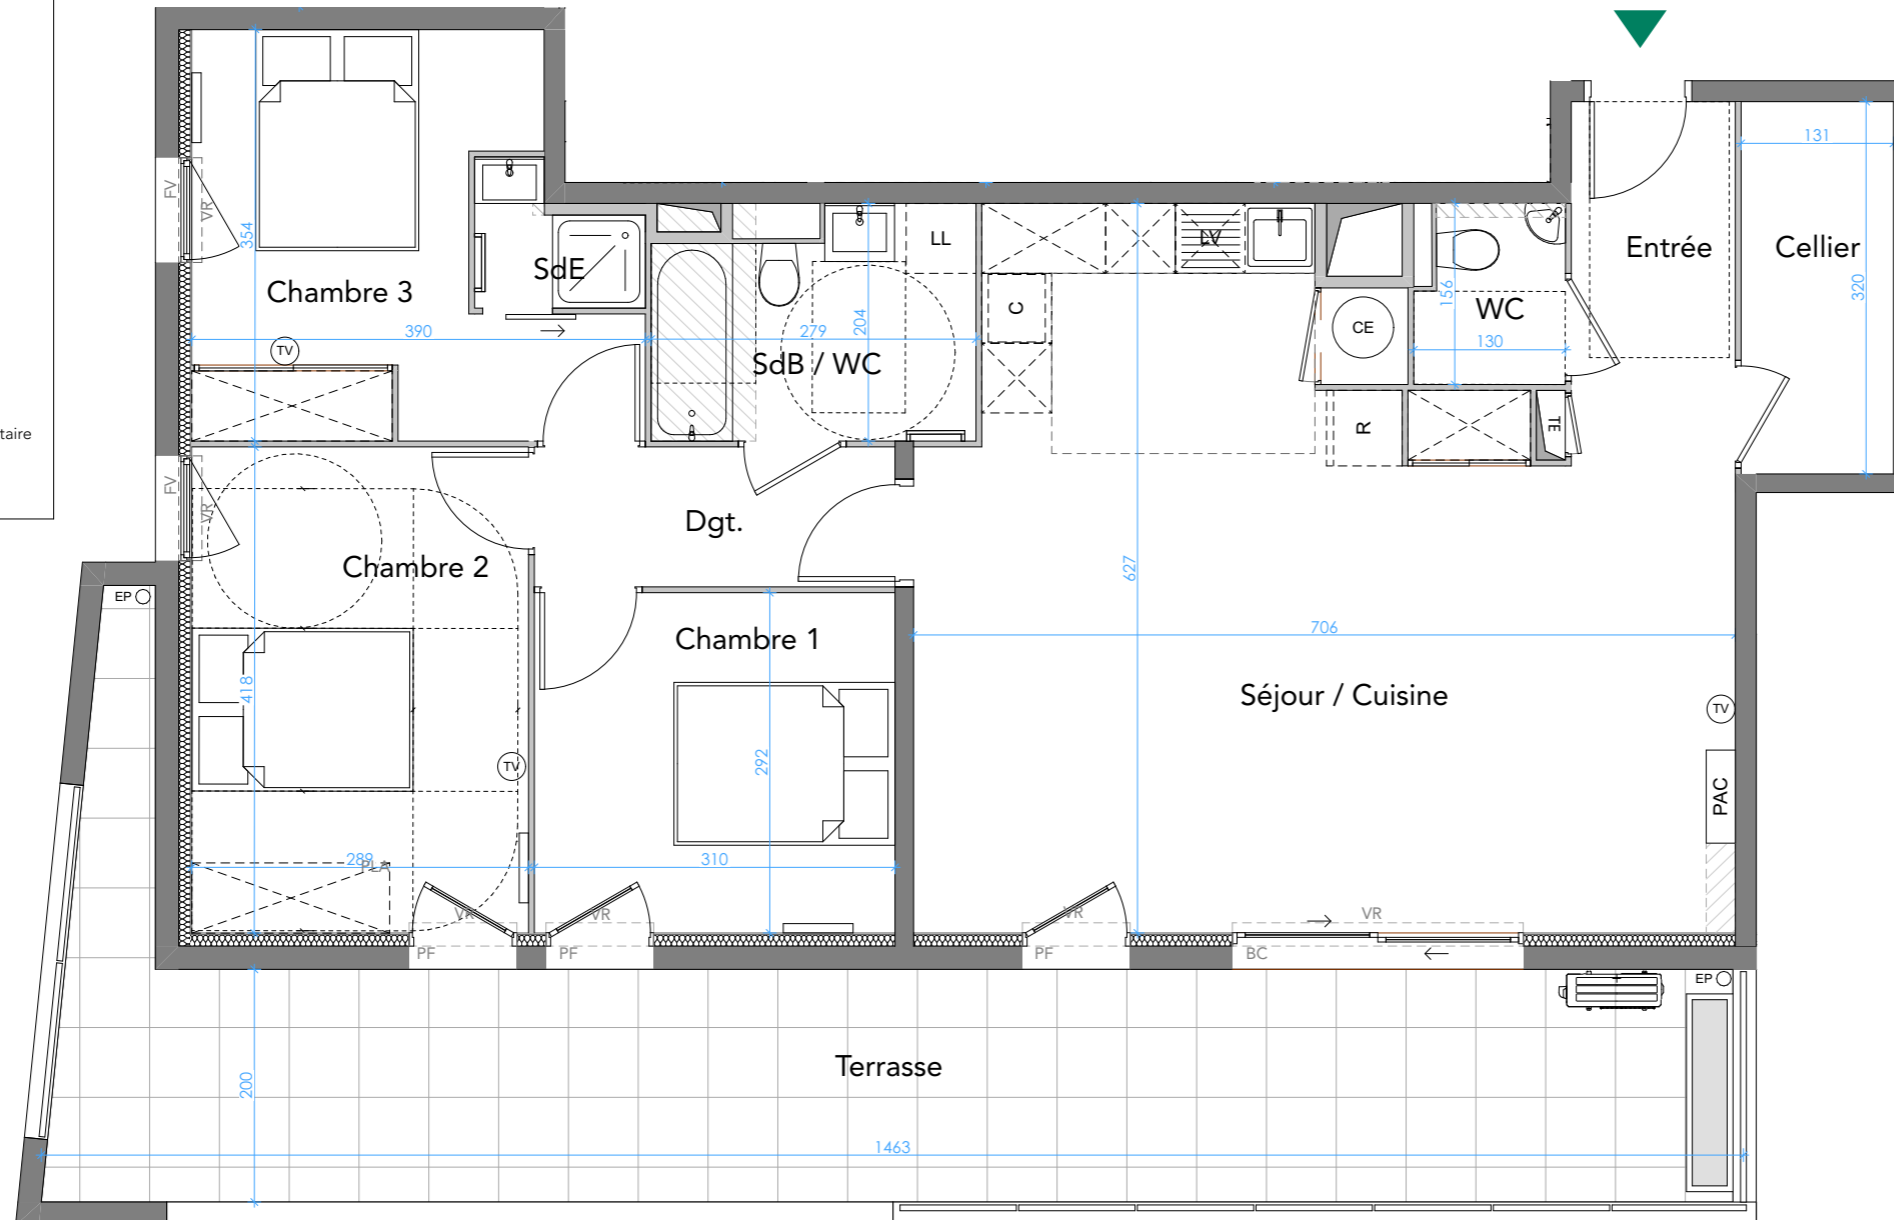 taire
131
FV
VR
354
LL
LV
SdE
Entrée
Cellier
Chambre 3
C
156
320
WC
390
279
204
CE
130
TV
SdB / WC
R
TE
FV
VR
Dgt.
Chambre 2
627
EP
Chambre 1
706
418
Séjour / Cuisine
TV
292
TV
PAC
289
PLA
310
VR
VR
VR
VR
PF
PF
PF
BC
EP
Terrasse
200
1463